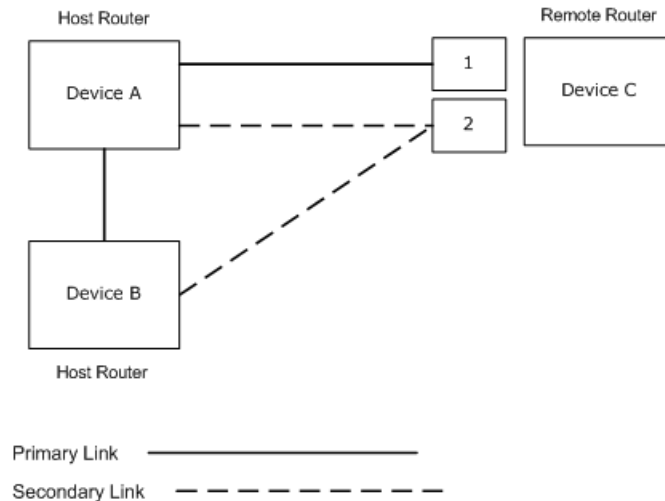 Host Router
Remote Router
Device A
1
Device C
2
Device B
Host Router
Primary Link
Secondary Link